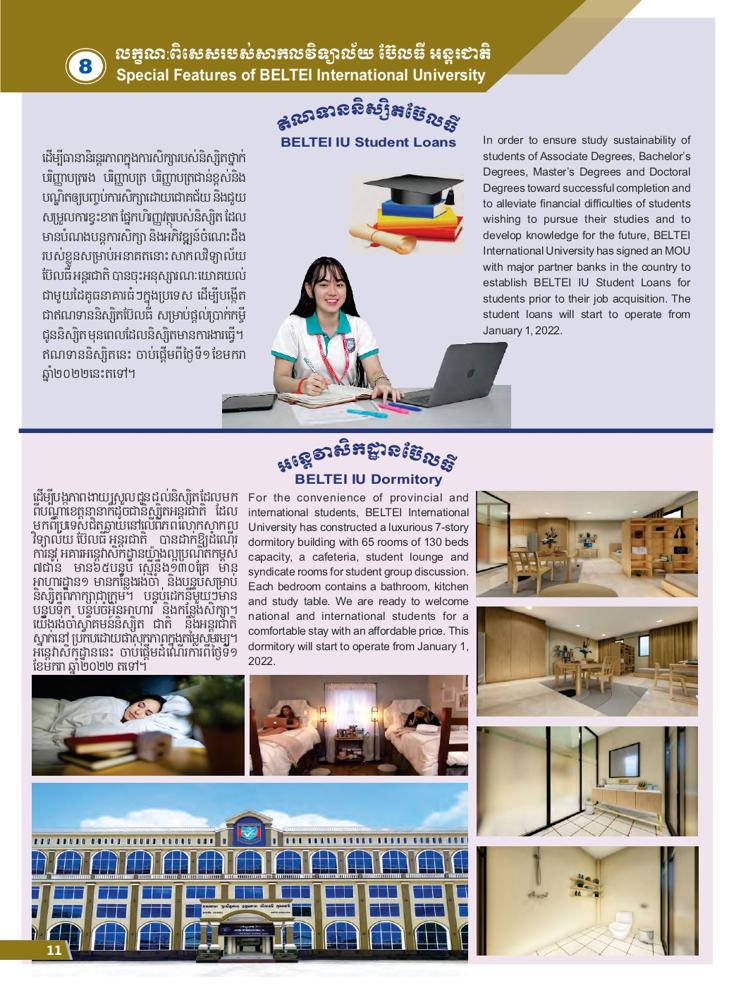 8
លក្ខណៈពិសេសរបស់សាកលវិទ្យាល័យ ប៊ែលធី អន្តរជាតិ
Special Features of BELTEI International University
ឥណទាននិស្សិតប៊ែលធី
BELTEI IU Student Loans
ដើម្បីធានានិរន្តរភាពក្នុងការសិក្សារបស់និស្សិតថ្នាក់
បរិញ្ញាបត្ររង បរិញ្ញាបត្រ បរិញ្ញាបត្រជាន់ខ្ពស់និង
បណ្ឌិតឲ្យបញ្ចប់ការសិក្សាដោយជោគជ័យ និងជួយ
សម្រួលការខ្វះខាត ផ្នែកហិរញ្ញវត្ថុរបស់និស្សិត ដែល
មានបំណងបន្តការសិក្សា និងអភិវឌ្ឍន៍ចំណេះដឹង
របស់ខ្លួនសម្រាប់អនាគតនោះ សាកលវិទ្យាល័យ
ប៊ែលធី អន្តរជាតិ បានចុះអនុស្សារណៈយោគយល់
ជាមួយដៃគូធនាគារធំៗក្នុងប្រទេស ដើម្បីបង្កើត
ជាឥណទាននិស្សិតប៊ែលធី សម្រាប់ផ្តល់ប្រាក់កម្ចី
ជូននិស្សិតមុនពេលដែលនិស្សិតមានការងារធ្វើ។
ឥណទាននិស្សិតនេះ ចាប់ផ្តើមពីថ្ងៃទី១ ខែមករា
ឆ្នាំ២០២២នេះតទៅ។
In order to ensure study sustainability of
students of Associate Degrees, Bachelor's
Degrees, Master's Degrees and Doctoral
Degrees toward successful completion and
to alleviate financial difficulties of students
wishing to pursue their studies and to
develop knowledge for the future, BELTEI
International University has signed an MOU
with major partner banks in the country to
establish BELTEI IU Student Loans for
students prior to their job acquisition. The
student loans will start to operate from
January 1, 2022.
អន្តេវាសិកដ្ឋានប៊ែលធី
BELTEI IU Dormitory
ដើម្បីបង្កភាពងាយស្រួលជូនដល់និស្សិតដែលមក
ពីបណ្តាខេត្តនានាក៏ដូចជានិស្សិតអន្តរជាតិ ដែល
មកពីប្រទេសជិតឆ្ងាយនៅលើពិភពលោកសាកល
វិទ្យាល័យ ប៊ែលធី អន្តរជាតិ បានដាក់ឱ្យដំណើរ
ការនូវ អគារអន្តេវាសិកដ្ឋានយ៉ាងល្អប្រណិតកម្ពស់
៧ជាន់ មាន៦៥បន្ទប់ ស្មើនឹង១៣០គ្រែ មាន
អាហារដ្ឋាន១ មានកន្លែងរង់ចាំ និងបន្ទប់សម្រាប់
និស្សិតពិភាក្សាជាក្រុម។ បន្ទប់ដេកនីមួយៗមាន
បន្ទប់ទឹក បន្ទប់ចំអិនអាហារ និងកន្លែងសិក្សា។
យើងរង់ចាំស្វាគមន៍និស្សិត ជាតិ និងអន្តរជាតិ
ស្នាក់នៅ ប្រកបដោយផាសុកភាពក្នុងតម្លៃសមរម្យ។
អន្តេវាសិកដ្ឋាននេះ ចាប់ផ្តើមដំណើរការពីថ្ងៃទី១
ខែមករា ឆ្នាំ២០២២ តទៅ។
For the convenience of provincial and
international students, BELTEI International
University has constructed a luxurious 7-story
dormitory building with 65 rooms of 130 beds
capacity, a cafeteria, student lounge and
syndicate rooms for student group discussion.
Each bedroom contains a bathroom, kitchen
and study table. We are ready to welcome
national and international students for a
comfortable stay with an affordable price. This
dormitory will start to operate from January 1,
2022.
11